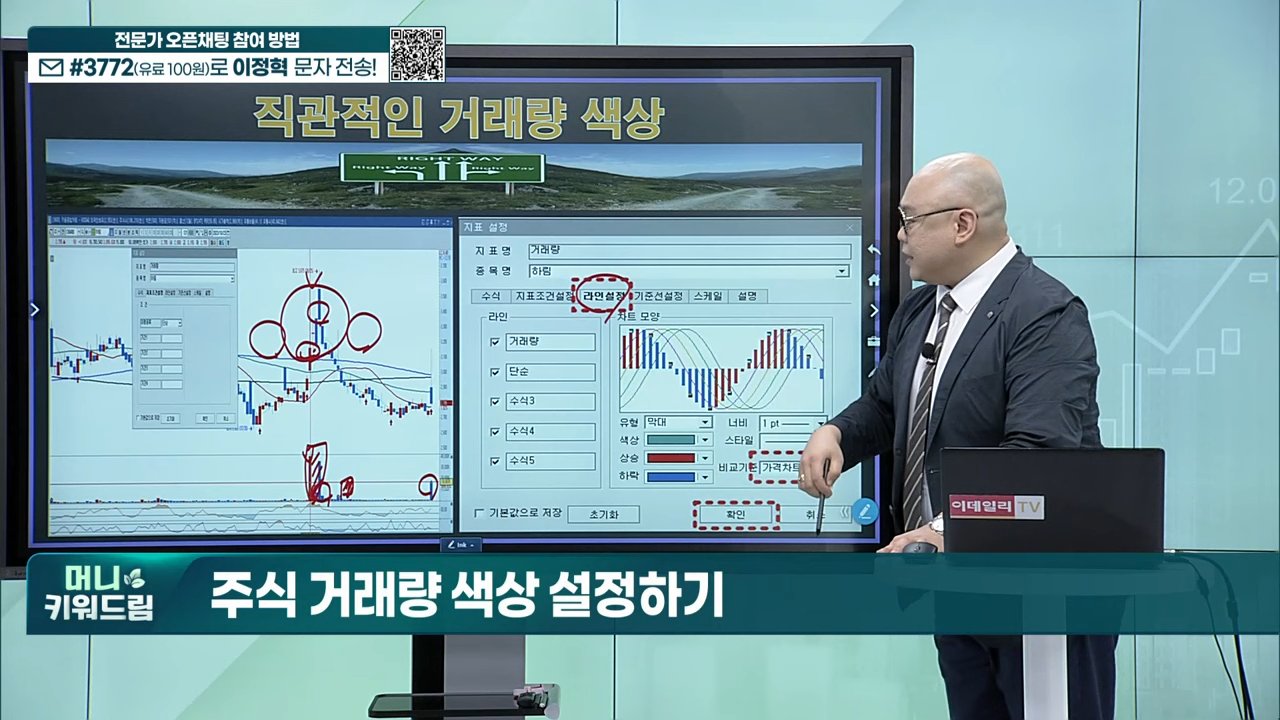 전문가 오픈채팅 참여 방법
#3772(유료 100원)로 이정혁 문자 전송!
직관적인 거래량 색상
RIGHT WAY
Right Way
Right Way
12.0
지표 설정
지 표 명
거래량
종 목 명
하림
수식
지표조건설정
라인설정
기준선설정
스케일
설명
라인
차트 모양
거래량
단순
수식3
수식4
수식5
유형
막대
너비
1 pt
색상
스타일
상승
비교기준
가격차트
하락
기본값으로 저장
초기화
확인
Ink
이데일리 TV
머니
키워드림
주식 거래량 색상 설정하기